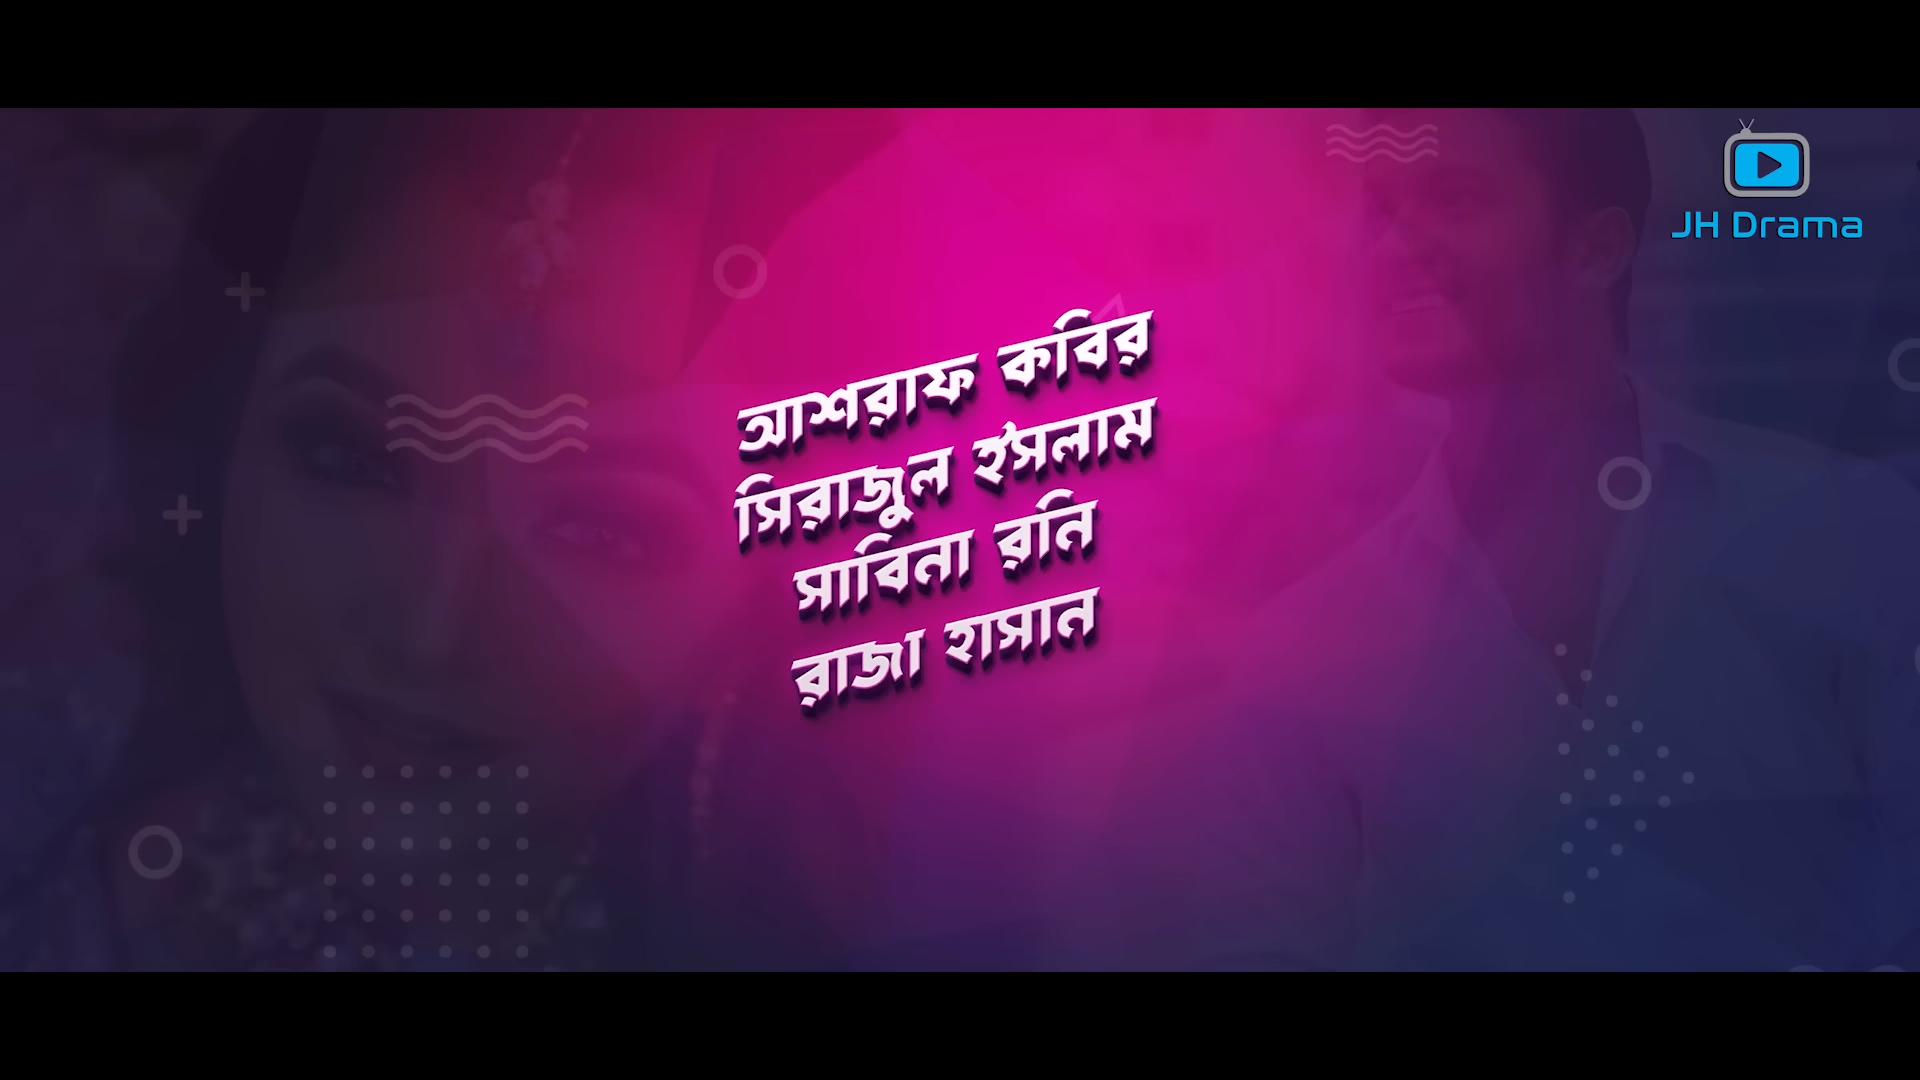 JH Drama
আশরাফ কবির
সিরাজুল ইসলাম
সাবিনা রনি
রাজা হাসান